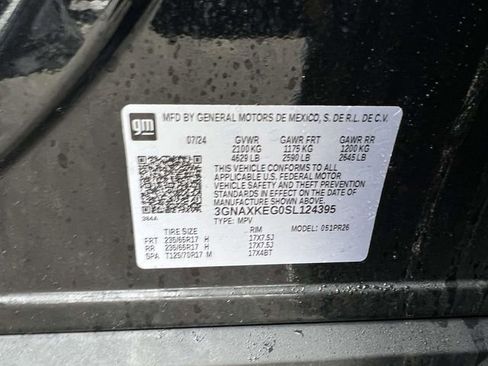 gm
MFD BY GENERAL MOTORS DE MEXICO, S. DE R.L. DE C.V.
07/24 GVWR GAWR FRT GAWR RR
2100 KG 1175 KG 1200 KG
4629 LB 2590 LB 2645 LB
THIS VEHICLE CONFORMS TO ALL
APPLICABLE U.S. FEDERAL MOTOR
VEHICLE SAFETY AND THEFT PREVENTION
STANDARDS IN EFFECT ON THE DATE
OF MANUFACTURE SHOWN ABOVE.
3GNAXKEG0SL124395
TYPE: MPV
TIRE SIZE RIM MODEL: 051PR26
FRT 235/65R17 H 17X7.5J
RR 235/65R17 H 17X7.5J
SPA T125/70R17 M 17X4BT